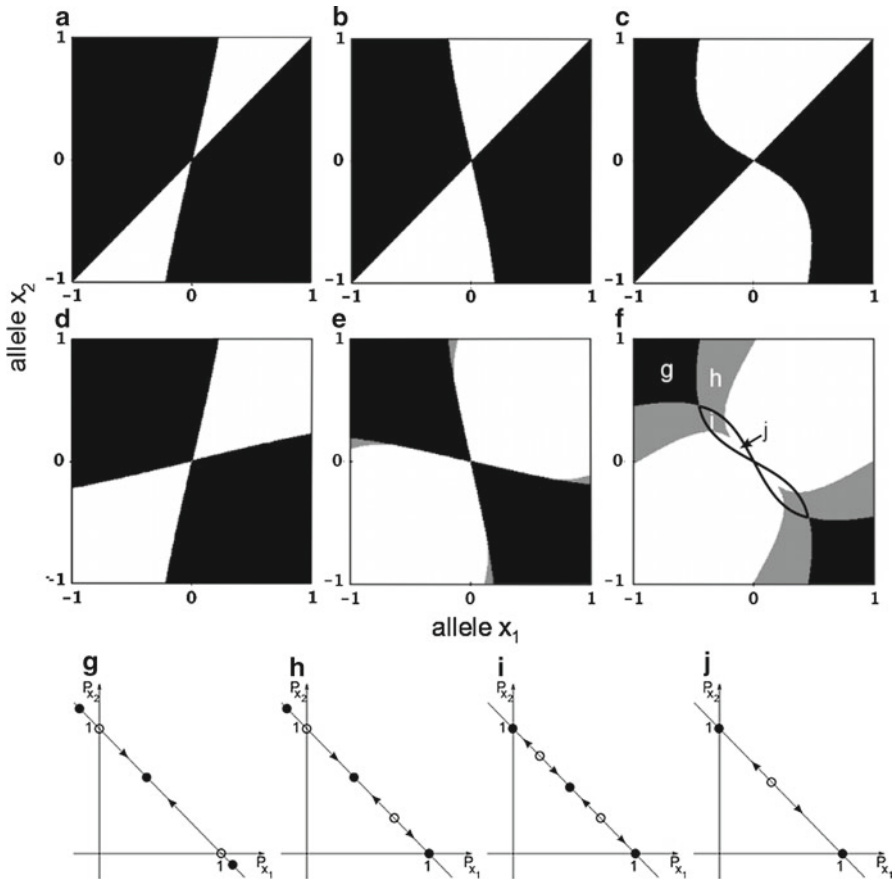 a b c
1 1 1
0 0 0
-1 -1 -1
-1 0 1 -1 0 1 -1 0 1
allele x2
d e f
1 1 1
g h
i j
0 0 0
-1 -1 -1
-1 0 1 -1 0 1 -1 0 1
allele x1
g h i j
Px2 Px2 Px2 Px2
1 1 1 1
1 Px1 1 Px1 1 Px1 1 Px1